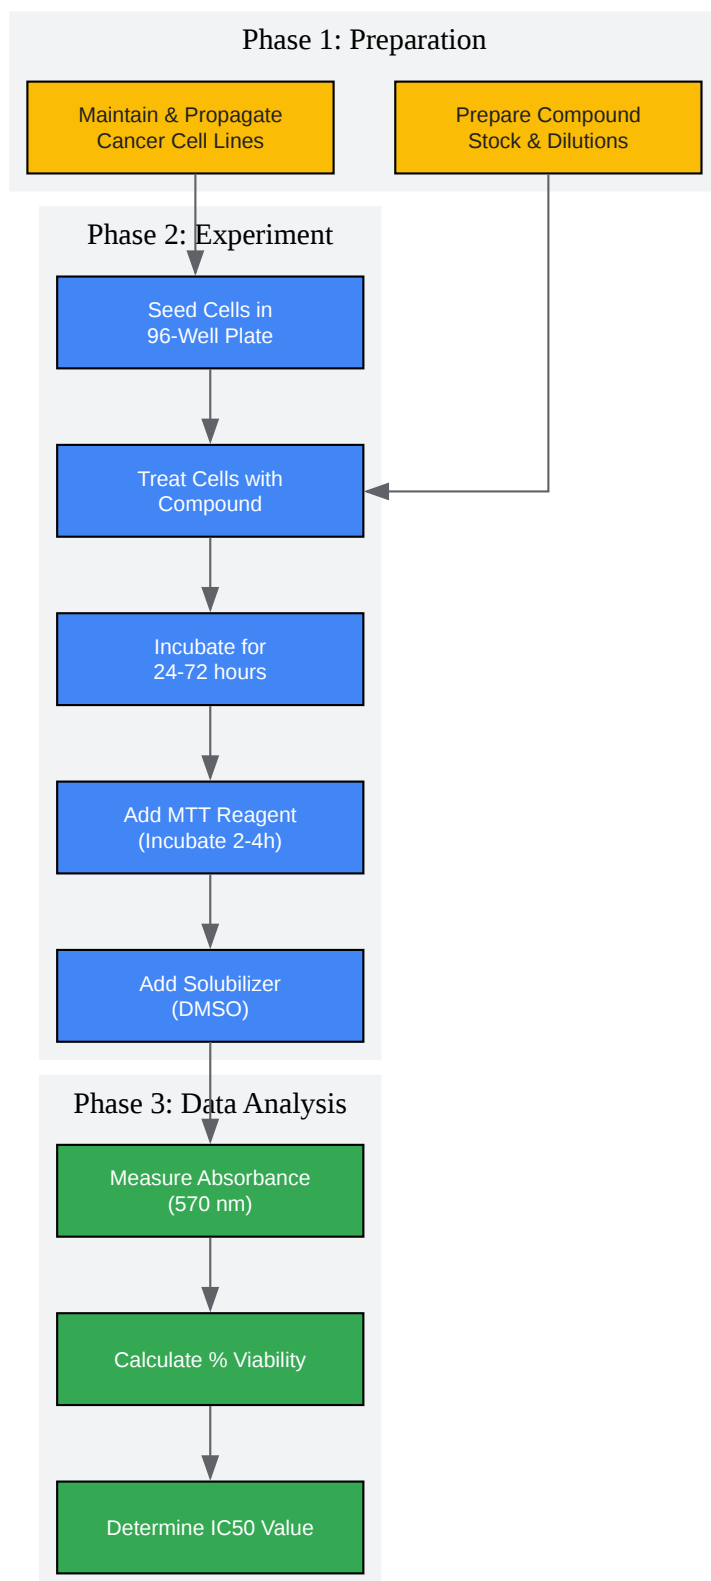 Phase 1: Preparation
Maintain & Propagate
Cancer Cell Lines
Prepare Compound
Stock & Dilutions
Phase 2: Experiment
Seed Cells in
96-Well Plate
Treat Cells with
Compound
Incubate for
24-72 hours
Add MTT Reagent
(Incubate 2-4h)
Add Solubilizer
(DMSO)
Phase 3: Data Analysis
Measure Absorbance
(570 nm)
Calculate % Viability
Determine IC50 Value